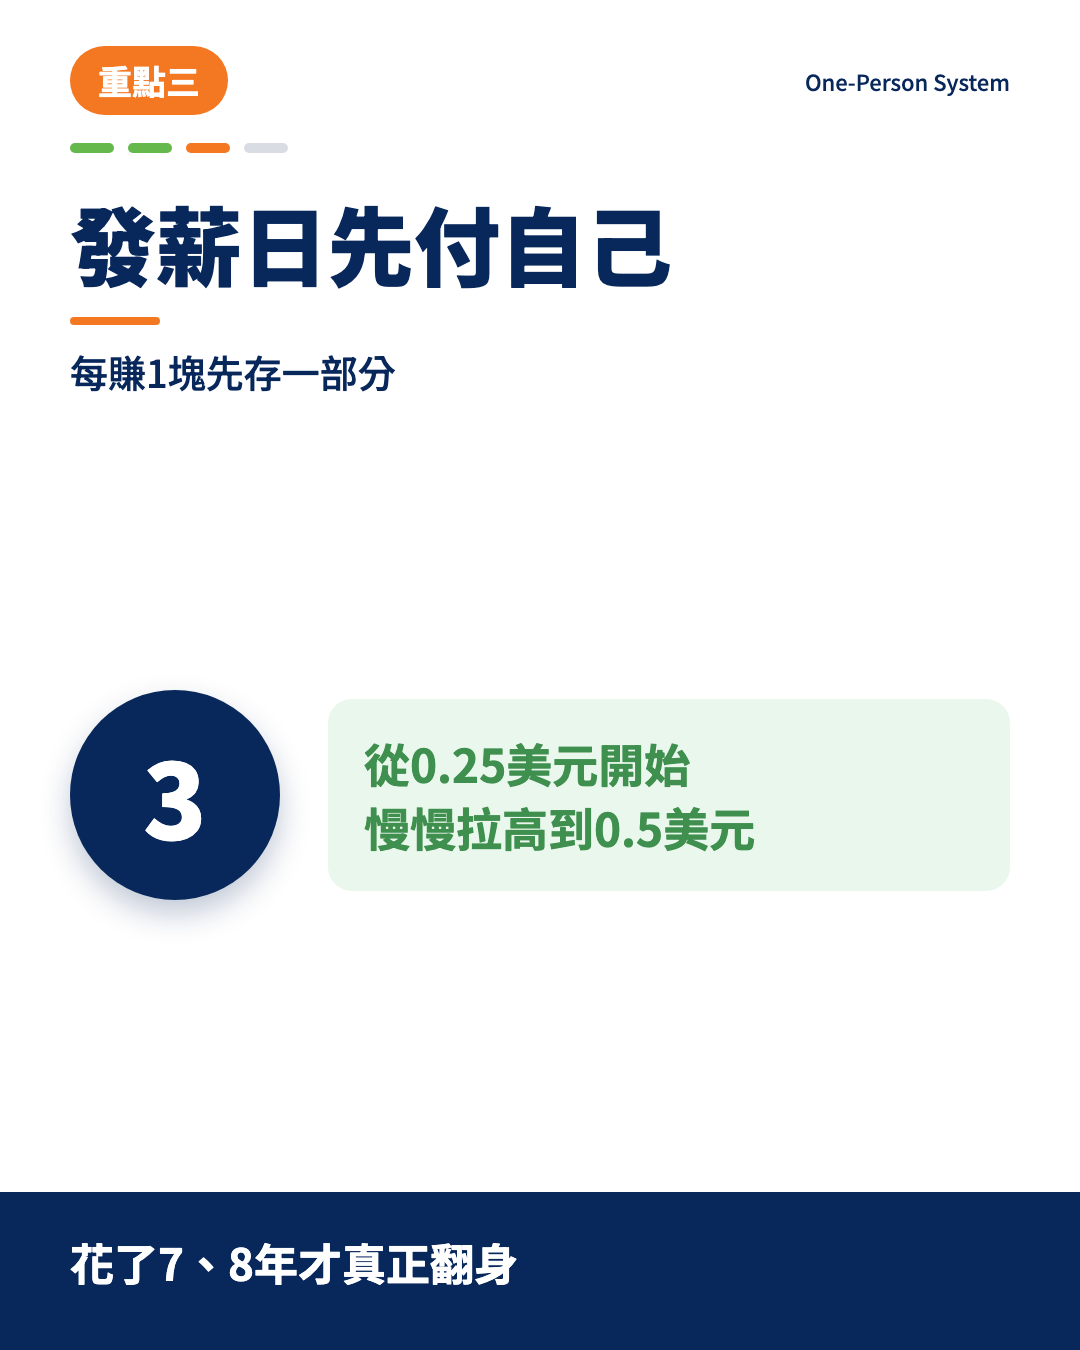 重點三
One-Person System
發薪日先付自己
每賺1塊先存一部分
3
從0.25美元開始
慢慢拉高到0.5美元
花了7、8年才真正翻身